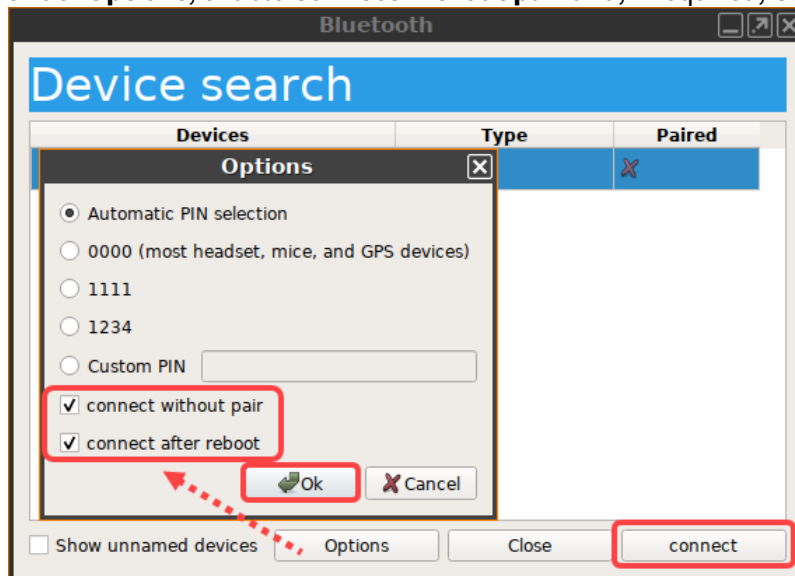 Bluetooth
Device search
Devices Type Paired
Options
Automatic PIN selection
0000 (most headset, mice, and GPS devices)
1111
1234
Custom PIN
connect without pair
connect after reboot
Ok Cancel
Show unnamed devices Options Close connect